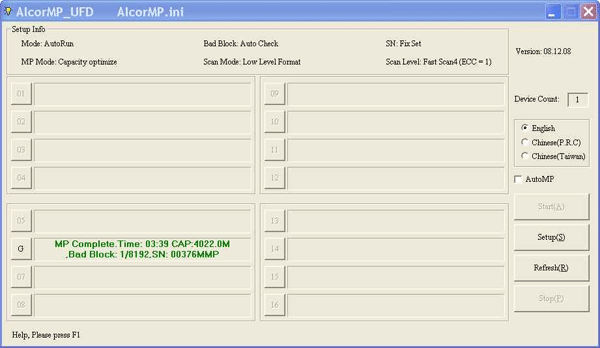 AlcorMP_UFD AlcorMP.ini
Setup Info
Mode: AutoRun Bad Block: Auto Check SN: Fix Set
MP Mode: Capacity optimize Scan Mode: Low Level Format Scan Level: Fast Scan4 (ECC = 1)
Version: 08.12.08
01 09
Device Count: 1
02 10
03 11
04 12
English
Chinese(P.R.C)
Chinese(Taiwan)
AutoMP
05 13
G MP Complete.Time: 03:39 CAP:4022.0M
,Bad Block: 1/8192,SN: 00376MMP
14
07 15
08 16
Start(A)
Setup(S)
Refresh(R)
Stop(P)
Help, Please press F1